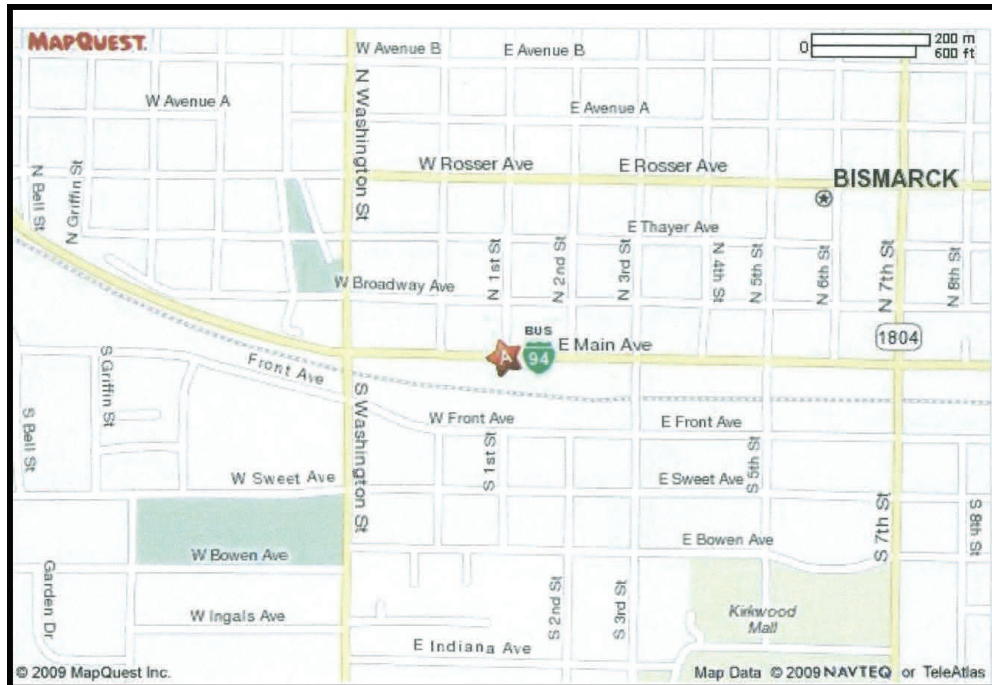 MAPQUEST.
0
200 m
600 ft
W Avenue B
E Avenue B
W Avenue A
E Avenue A
N Washington St
W Rosser Ave
E Rosser Ave
BISMARCK
N Bell St
N Griffin St
E Thayer Ave
N 1st St
N 2nd St
N 3rd St
N 4th St
N 5th St
N 6th St
N 7th St
N 8th St
W Broadway Ave
A
BUS
94
E Main Ave
1804
Front Ave
S Griffin St
S Bell St
S Washington St
W Front Ave
E Front Ave
S 1st St
S 5th St
W Sweet Ave
E Sweet Ave
S 7th St
S 8th St
W Bowen Ave
E Bowen Ave
Garden Dr
S 2nd St
S 3rd St
W Ingals Ave
Kirkwood
Mall
E Indiana Ave
© 2009 MapQuest Inc.
Map Data © 2009 NAVTEQ or TeleAtlas